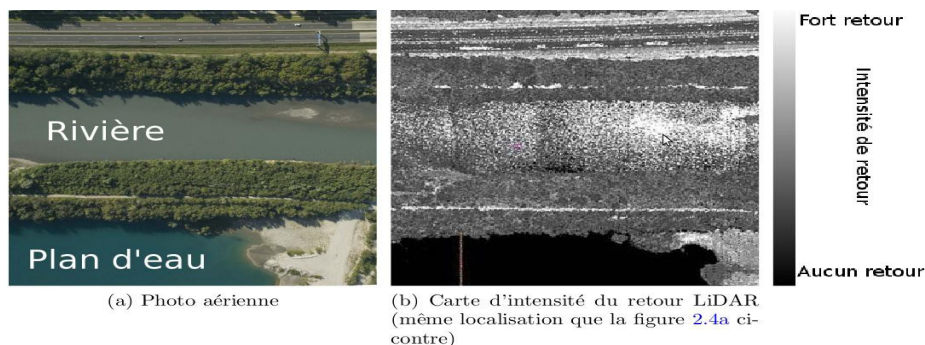 Rivière
Plan d'eau
Fort retour
Intensité de retour
Aucun retour
(a) Photo aérienne
(b) Carte d'intensité du retour LiDAR
(même localisation que la figure 2.4a ci-
contre)